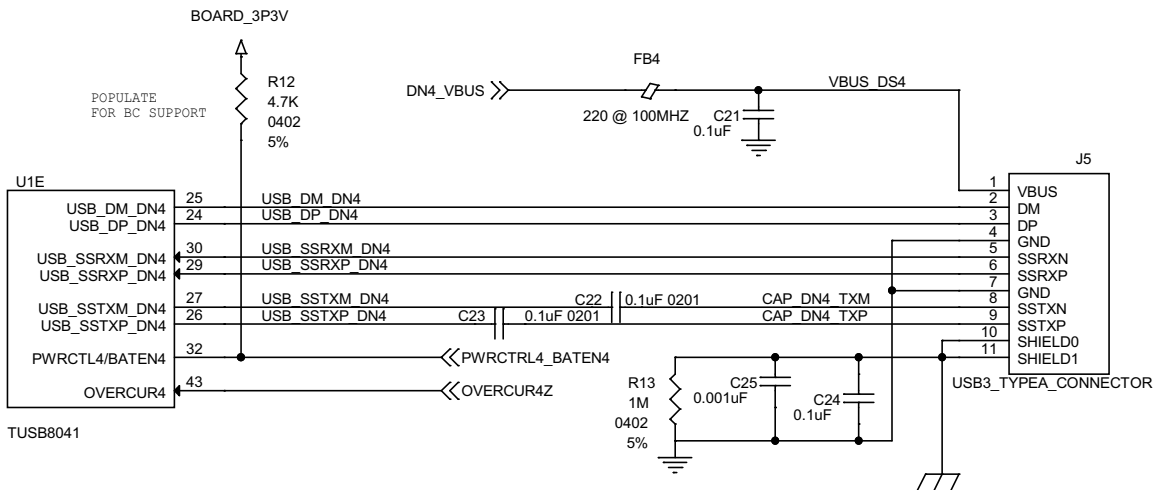 BOARD_3P3V
POPULATE
FOR BC SUPPORT
R12
4.7K
0402
5%
DN4_VBUS
FB4
220 @ 100MHZ
C21
0.1uF
VBUS_DS4
J5
U1E
USB_DM_DN4
25
USB_DM_DN4
1
VBUS
USB_DP_DN4
24
USB_DP_DN4
2
DM
3
DP
4
GND
USB_SSRXM_DN4
30
USB_SSRXM_DN4
5
SSRXN
USB_SSRXP_DN4
29
USB_SSRXP_DN4
6
SSRXP
7
GND
USB_SSTXM_DN4
27
USB_SSTXM_DN4
C22
0.1uF 0201
CAP_DN4_TXM
8
SSTXN
USB_SSTXP_DN4
26
USB_SSTXP_DN4
C23
0.1uF 0201
CAP_DN4_TXP
9
SSTXP
10
SHIELD0
PWRCTL4/BATEN4
32
PWRCTRL4_BATEN4
11
SHIELD1
OVERCUR4
43
OVERCUR4Z
USB3_TYPEA_CONNECTOR
R13
1M
0402
5%
C25
0.001uF
C24
0.1uF
TUSB8041